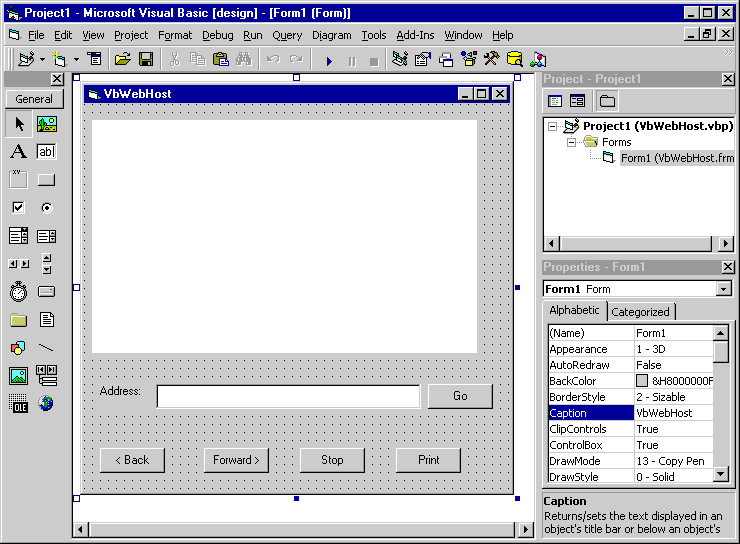 Project1 - Microsoft Visual Basic [design] - [Form1 (Form)]
File Edit View Project Format Debug Run Query Diagram Tools Add-Ins Window Help
General
A ab|
XY
OLE
VbWebHost
Address:
Go
< Back Forward > Stop Print
Project - Project1
Project1 (VbWebHost.vbp)
Forms
Form1 (VbWebHost.frm
Properties - Form1
Form1 Form
Alphabetic Categorized
(Name) Form1
Appearance 1 - 3D
AutoRedraw False
BackColor &H8000000F
BorderStyle 2 - Sizable
Caption VbWebHost
ClipControls True
ControlBox True
DrawMode 13 - Copy Pen
DrawStyle 0 - Solid
Caption
Returns/sets the text displayed in an
object's title bar or below an object's